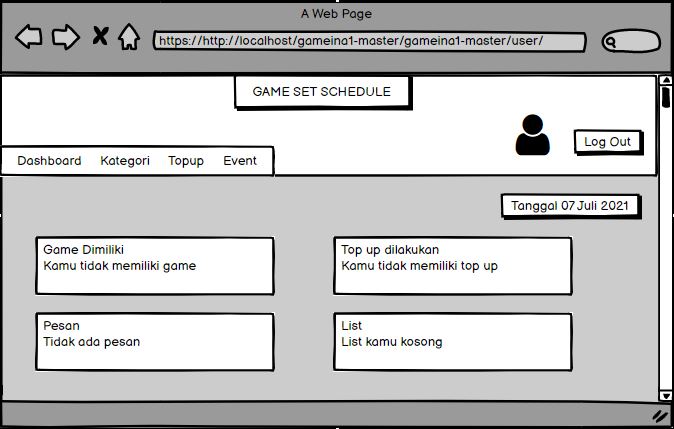 A Web Page
https://http://localhost/gameina1-master/gameina1-master/user/
GAME SET SCHEDULE
Log Out
Dashboard Kategori Topup Event
Tanggal 07 Juli 2021
Game Dimiliki
Kamu tidak memiliki game
Top up dilakukan
Kamu tidak memiliki top up
Pesan
Tidak ada pesan
List
List kamu kosong